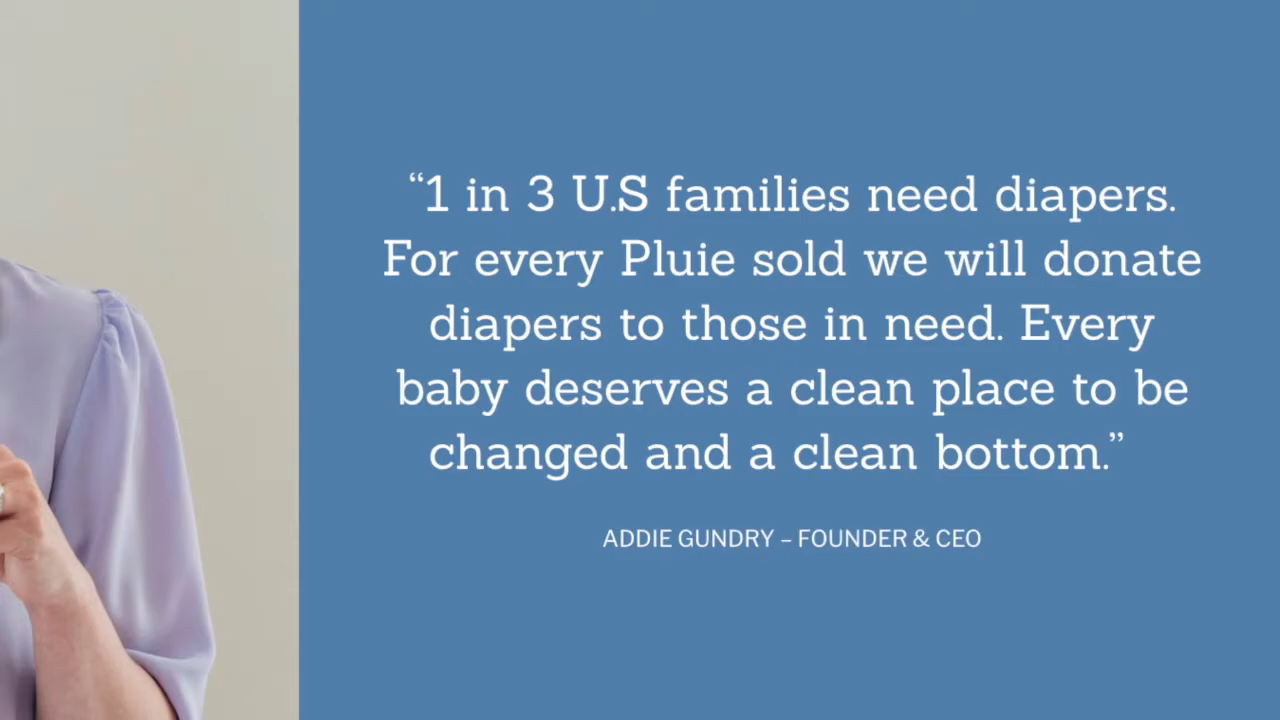 “1 in 3 U.S families need diapers.
For every Pluie sold we will donate
diapers to those in need. Every
baby deserves a clean place to be
changed and a clean bottom.”
ADDIE GUNDRY – FOUNDER & CEO